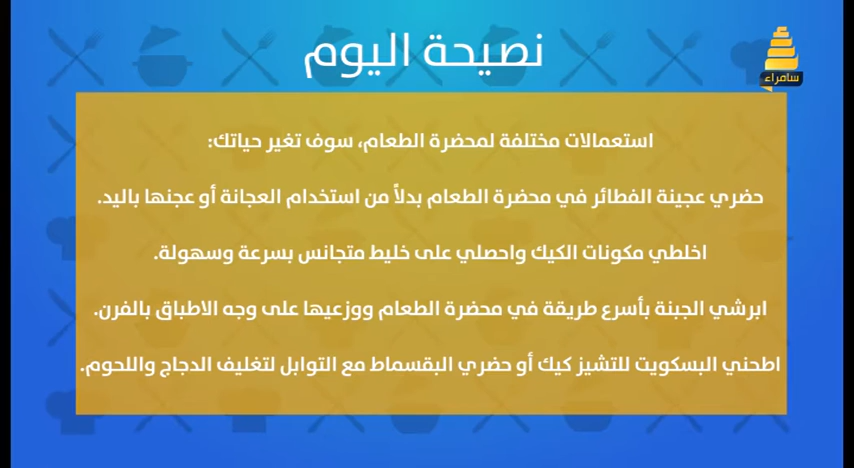 نصيحة اليوم
سامراء
استعمالات مختلفة لمحضرة الطعام، سوف تغير حياتك:
حضري عجينة الفطائر في محضرة الطعام بدلاً من استخدام العجانة أو عجنها باليد.
اخلطي مكونات الكيك واحصلي على خليط متجانس بسرعة وسهولة.
ابرشي الجبنة بأسرع طريقة في محضرة الطعام ووزعيها على وجه الاطباق بالفرن.
اطحني البسكويت للتشيز كيك أو حضري البقسماط مع التوابل لتغليف الدجاج واللحوم.